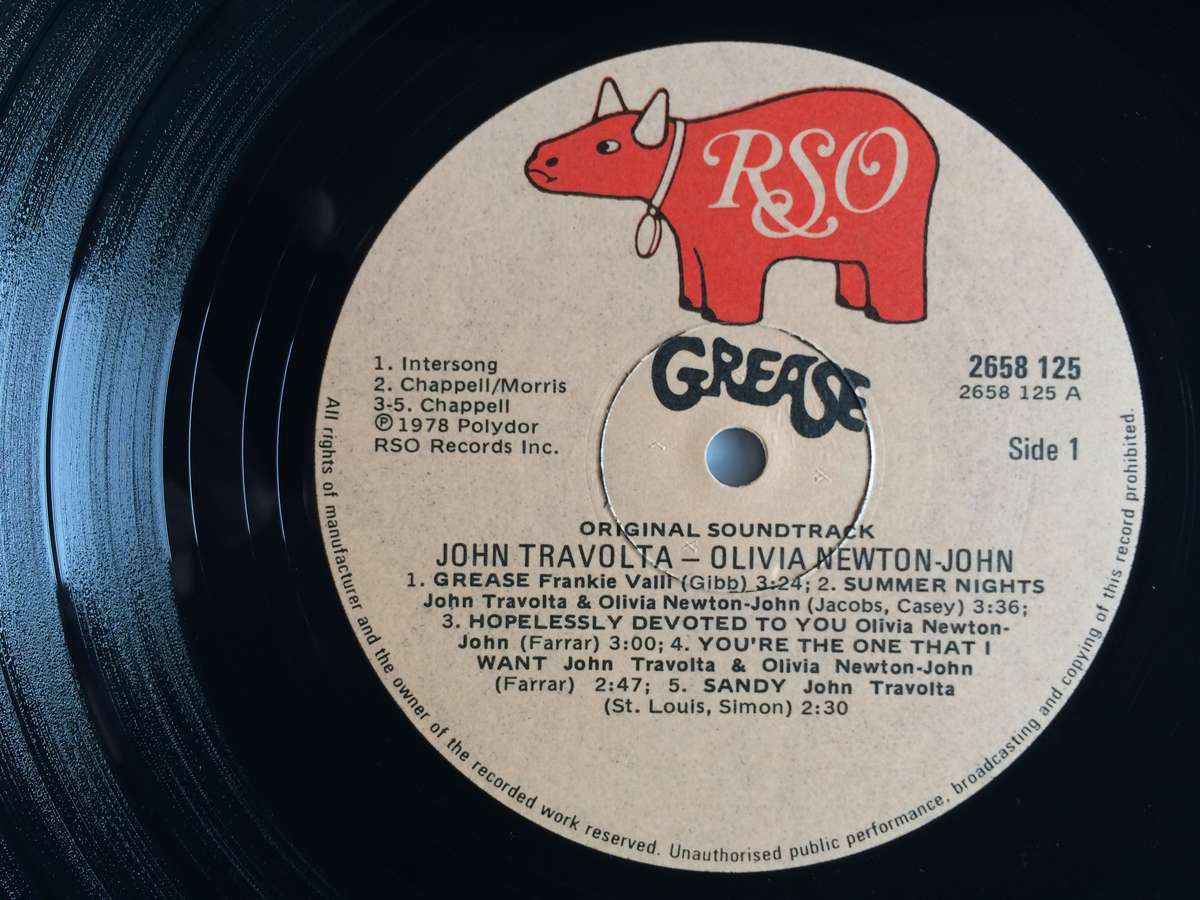 RSO
GREASE
1. Intersong
2. Chappell/Morris
3-5. Chappell
Ⓟ 1978 Polydor
RSO Records Inc.
2658 125
2658 125 A
Side 1
ORIGINAL SOUNDTRACK
JOHN TRAVOLTA – OLIVIA NEWTON-JOHN
1. GREASE Frankie Valli (Gibb) 3:24; 2. SUMMER NIGHTS
John Travolta & Olivia Newton-John (Jacobs, Casey) 3:36;
3. HOPELESSLY DEVOTED TO YOU Olivia Newton-
John (Farrar) 3:00; 4. YOU'RE THE ONE THAT I
WANT John Travolta & Olivia Newton-John
(Farrar) 2:47; 5. SANDY John Travolta
(St. Louis, Simon) 2:30
All rights of manufacturer and the owner of the recorded work reserved. Unauthorised public performance, broadcasting and copying of this record prohibited.